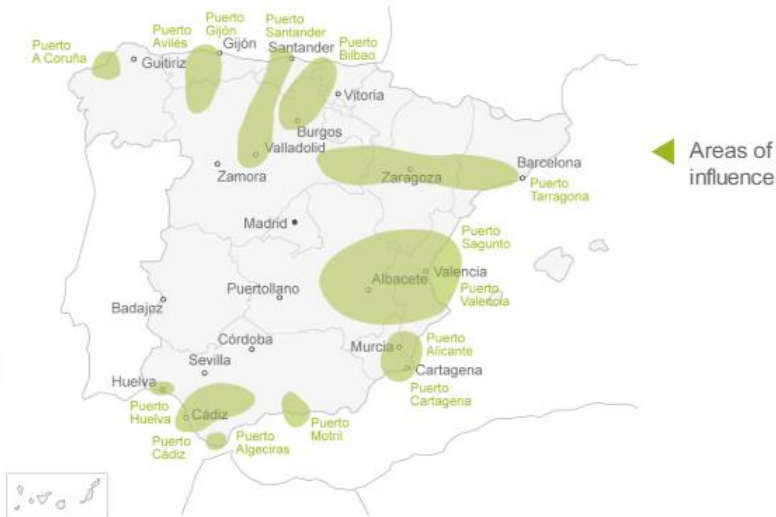 Puerto
Gijón
Puerto
Santander
Puerto
Avilés
Gijón
Santander
Puerto
Bilbao
Puerto
A Coruña
Guitiriz
Vitoria
Burgos
Valladolid
Zamora
Zaragoza
Barcelona
Puerto
Tarragona
Areas of
influence
Madrid
Puerto
Sagunto
Valencia
Albacete
Puerto
Valencia
Puertollano
Badajoz
Córdoba
Sevilla
Murcia
Puerto
Alicante
Cartagena
Puerto
Cartagena
Huelva
Puerto
Huelva
Cádiz
Puerto
Cádiz
Puerto
Algeciras
Puerto
Motril